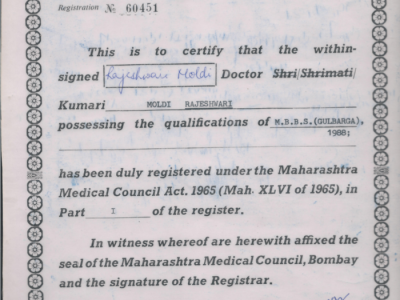 Registration № 60451
This is to certify that the within-
signed Rajeshwari Moldi Doctor Shri/Shrimati/
Kumari MOLDI RAJESHWARI
possessing the qualifications of M.B.B.S.(GULBARGA),
1988;
has been duly registered under the Maharashtra
Medical Council Act. 1965 (Mah. XLVI of 1965), in
Part I of the register.
In witness whereof are herewith affixed the
seal of the Maharashtra Medical Council, Bombay
and the signature of the Registrar.